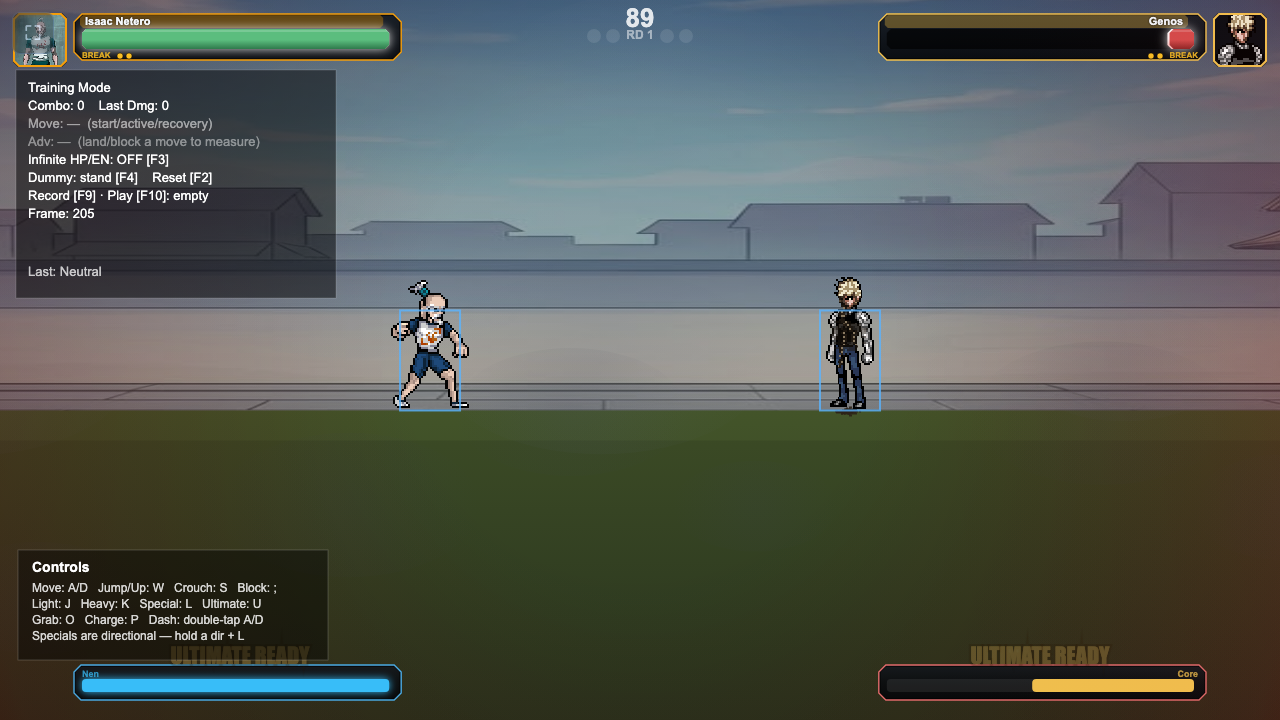 Isaac Netero
BREAK
89
RD 1
Genos
BREAK
Training Mode
Combo: 0 Last Dmg: 0
Move: — (start/active/recovery)
Adv: — (land/block a move to measure)
Infinite HP/EN: OFF [F3]
Dummy: stand [F4] Reset [F2]
Record [F9] · Play [F10]: empty
Frame: 205
Last: Neutral
Controls
Move: A/D Jump/Up: W Crouch: S Block: ;
Light: J Heavy: K Special: L Ultimate: U
Grab: O Charge: P Dash: double-tap A/D
Specials are directional — hold a dir + L
ULTIMATE READY
Nen
ULTIMATE READY
Core